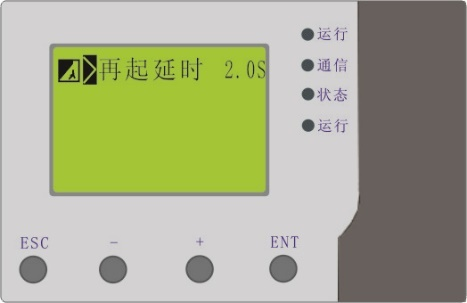 再起延时 2.0S
运行
通信
状态
运行
ESC - + ENT